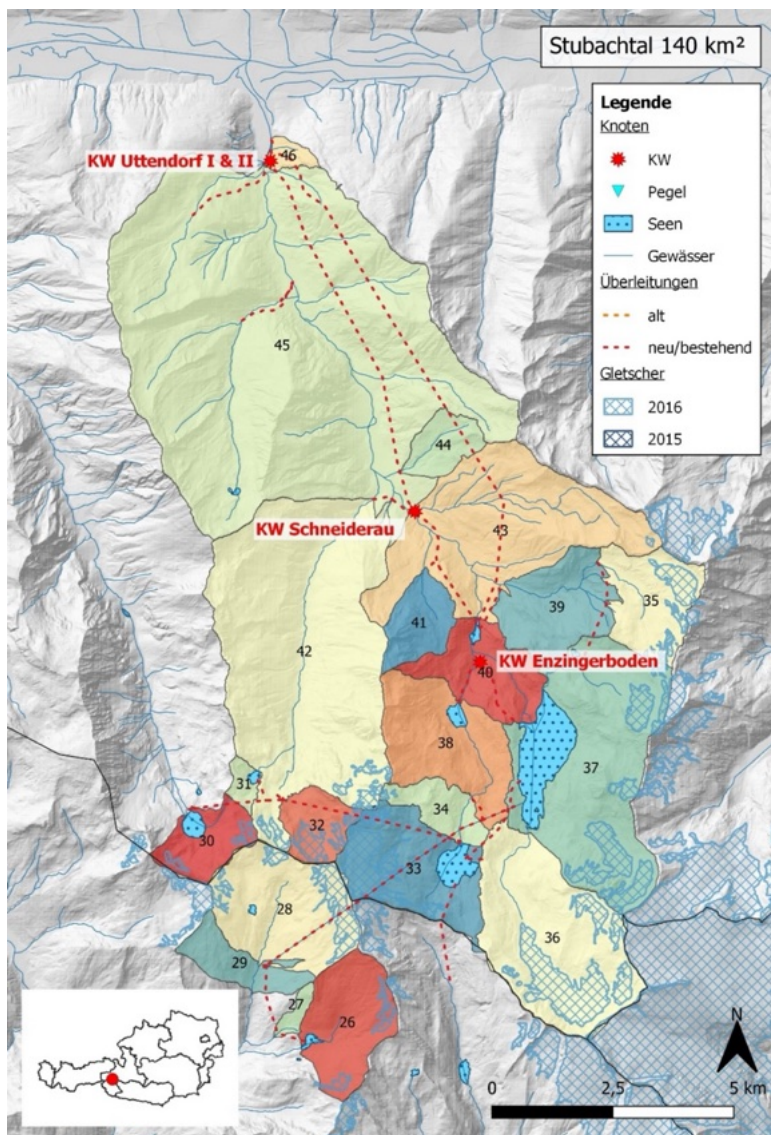 Stubachtal 140 km²
Legende
Knoten
KW
Pegel
Seen
Gewässer
Überleitungen
alt
neu/bestehend
Gletscher
2016
2015
46
KW Uttendorf I & II
45
44
KW Schneiderau
43
35
39
41
42
KW Enzingerboden
40
38
37
31
34
30
32
33
28
36
29
27
26
N
0 2,5 5 km